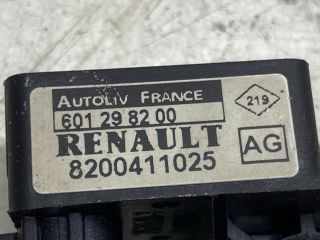 AUTOLIV FRANCE
601 29 82 00
219
RENAULT
AG
8200411025